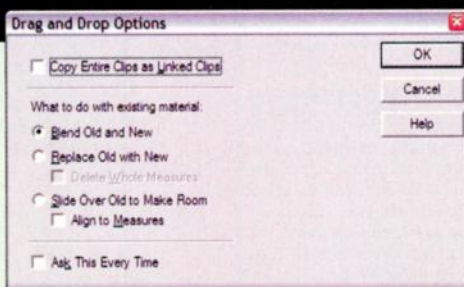 Drag and Drop Options
Copy Entire Clips as Linked Clips
What to do with existing material:
Blend Old and New
Replace Old with New
Delete Whole Measures
Slide Over Old to Make Room
Align to Measures
Ask This Every Time
OK
Cancel
Help